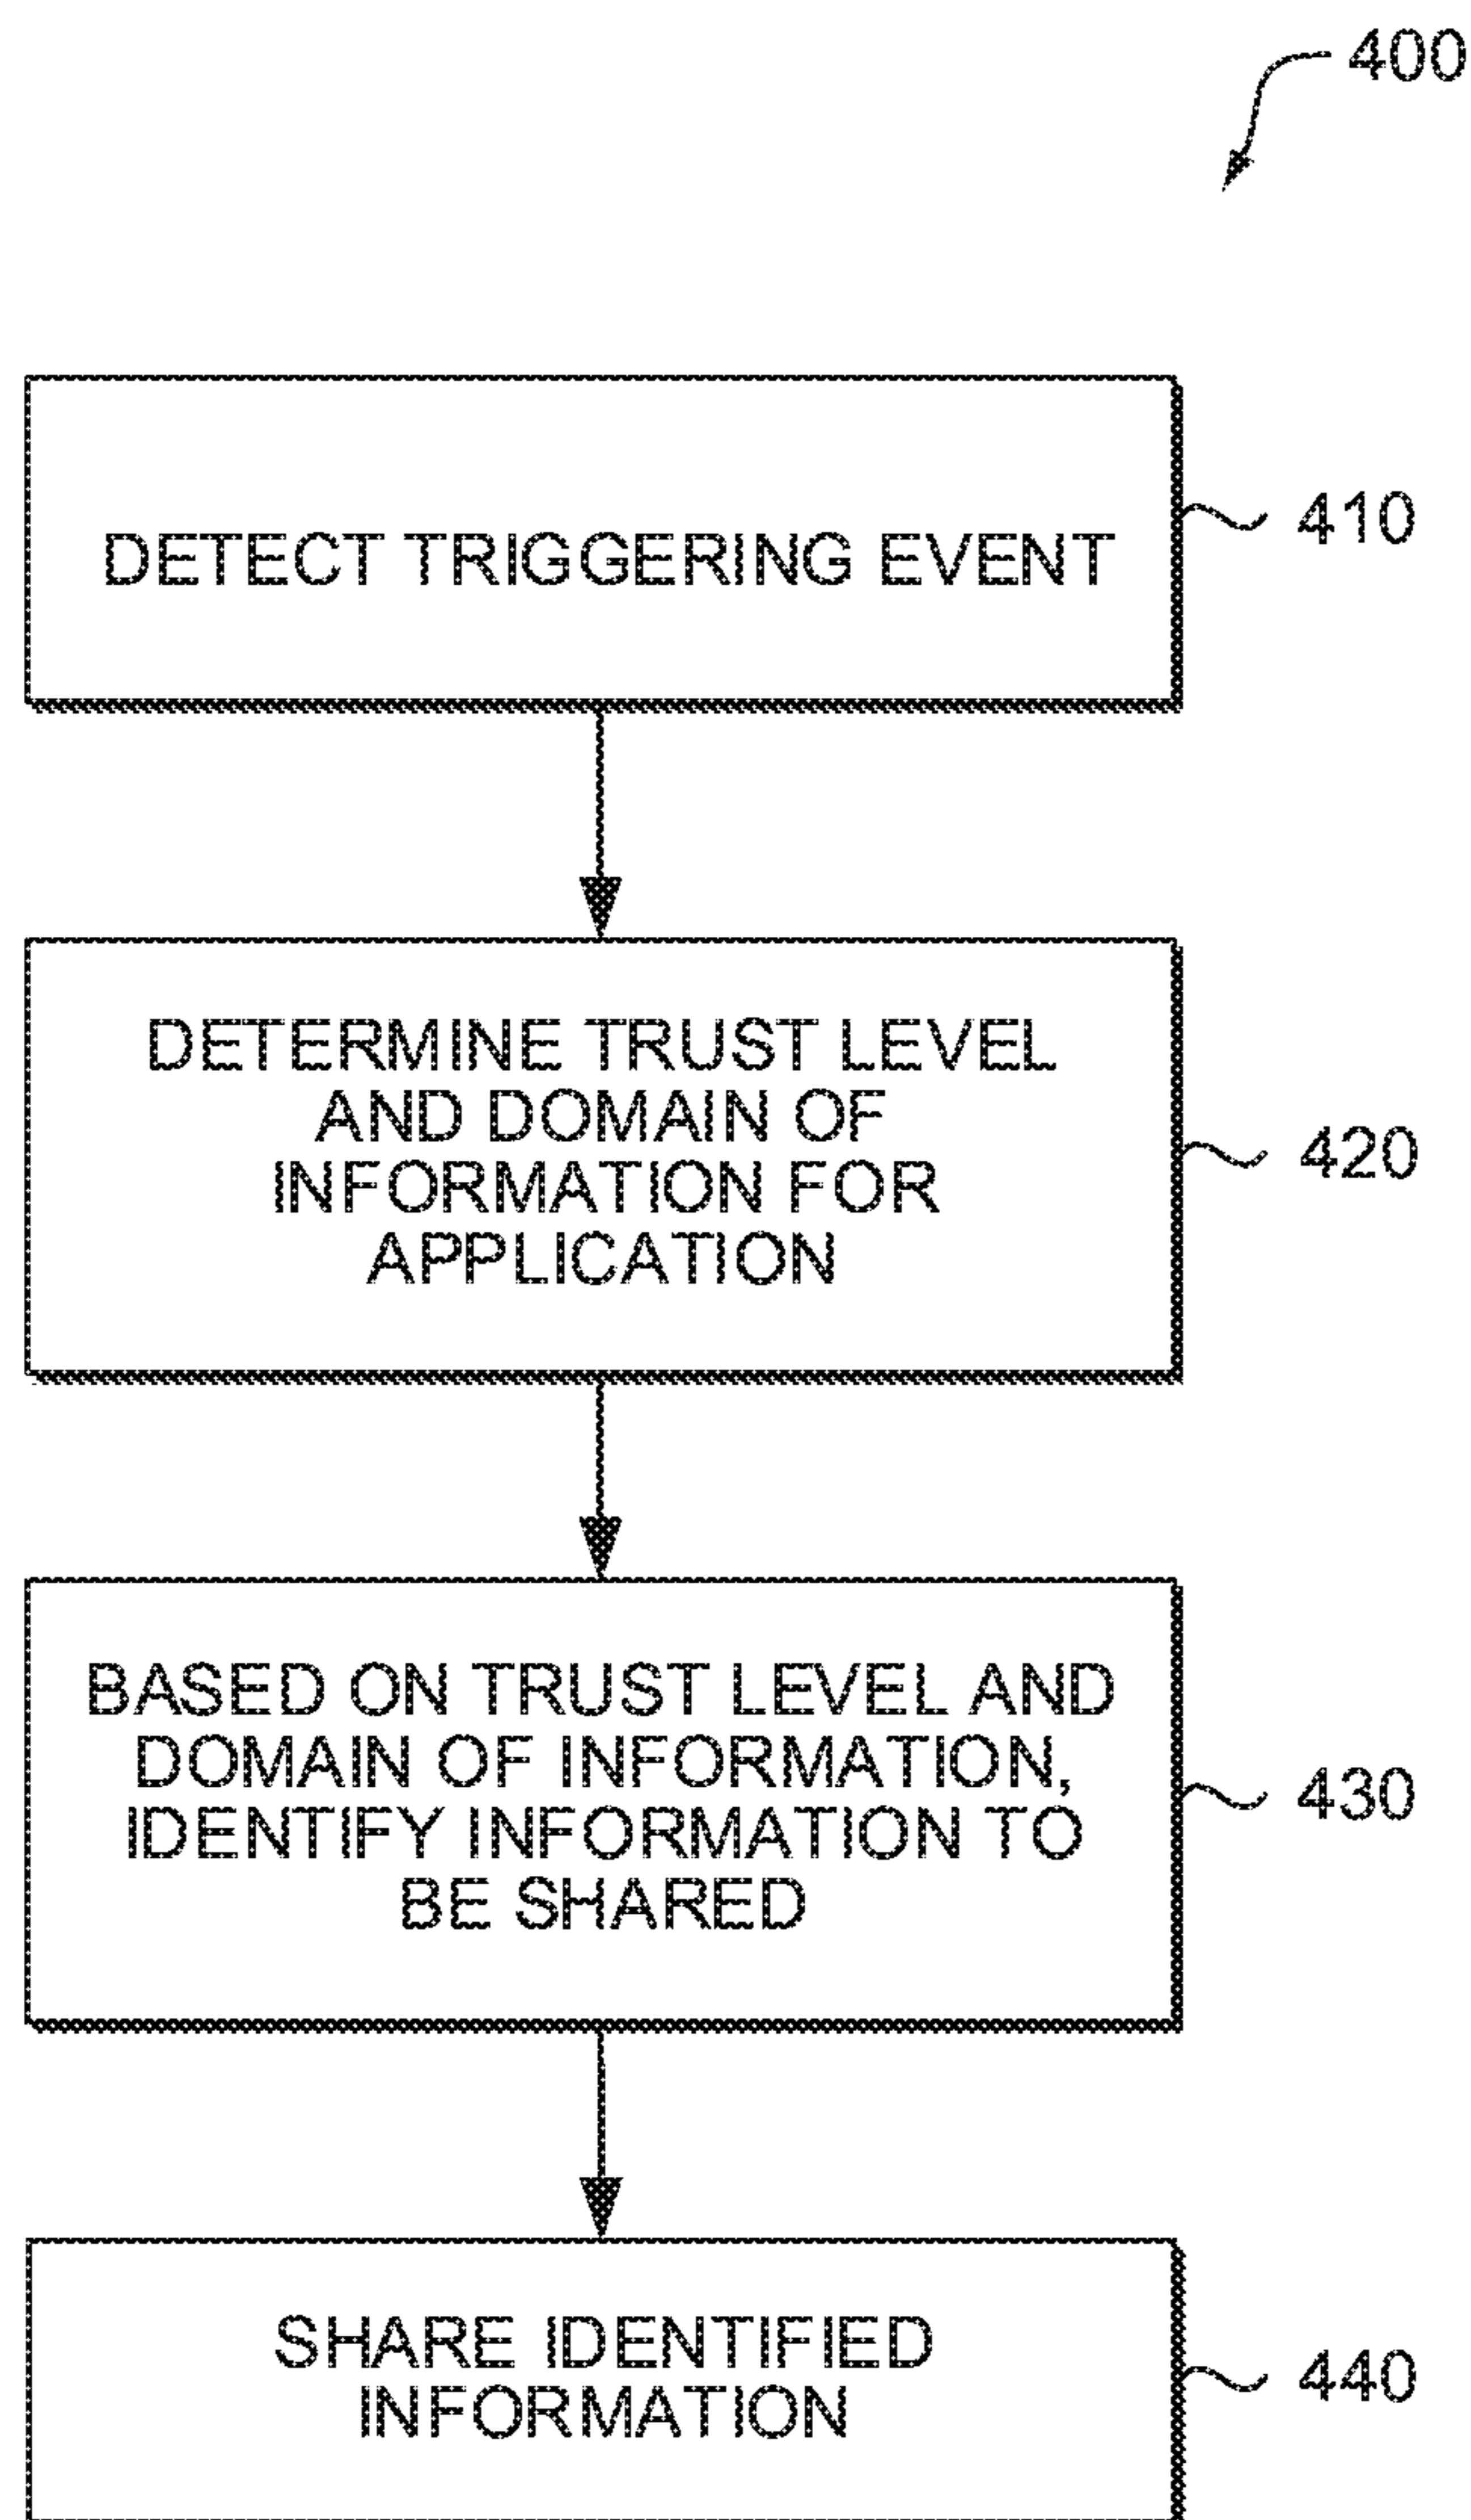 400
DETECT TRIGGERING EVENT
410
DETERMINE TRUST LEVEL
AND DOMAIN OF
INFORMATION FOR
APPLICATION
420
BASED ON TRUST LEVEL AND
DOMAIN OF INFORMATION,
IDENTIFY INFORMATION TO
BE SHARED
430
SHARE IDENTIFIED
INFORMATION
440